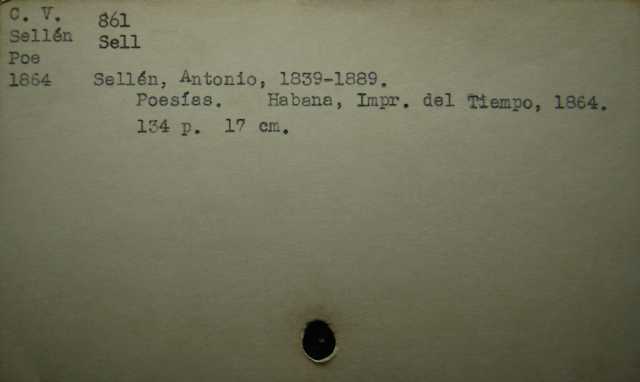 C. V. 861
Sellén Sell
Poe
1864 Sellén, Antonio, 1839-1889.
Poesías. Habana, Impr. del Tiempo, 1864.
134 p. 17 cm.